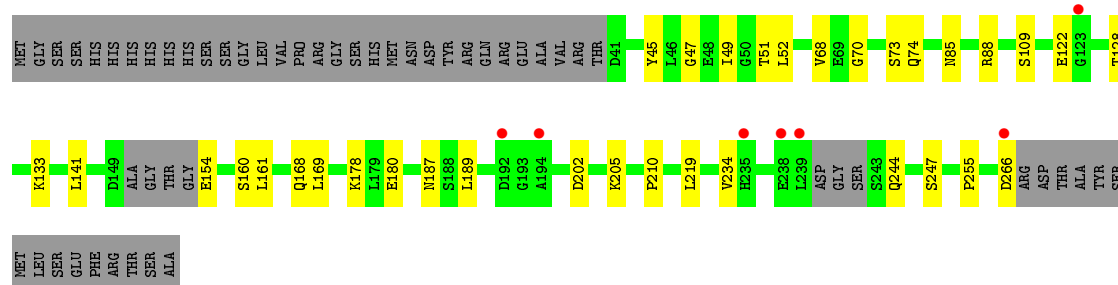 MET GLY SER SER HIS HIS HIS HIS HIS HIS SER SER GLY LEU VAL PRO ARG GLY SER HIS MET ASN ASP TYR ARG GLN ARG GLU ALA VAL ARG THR D41 Y45 L46 G47 E48 I49 G50 T51 L52 V68 E69 G70 S73 Q74 N85 R88 S109 E122 G123 T128
K133 L141 D149 ALA GLY THR GLY E154 S160 L161 Q168 L169 K178 L179 E180 N187 S188 L189 D192 G193 A194 D202 K205 P210 L219 V234 H235 E238 L239 ASP GLY SER S243 Q244 S247 P255 D266 ARG ASP THR ALA TYR SER
MET LEU SER GLU PHE ARG THR SER ALA